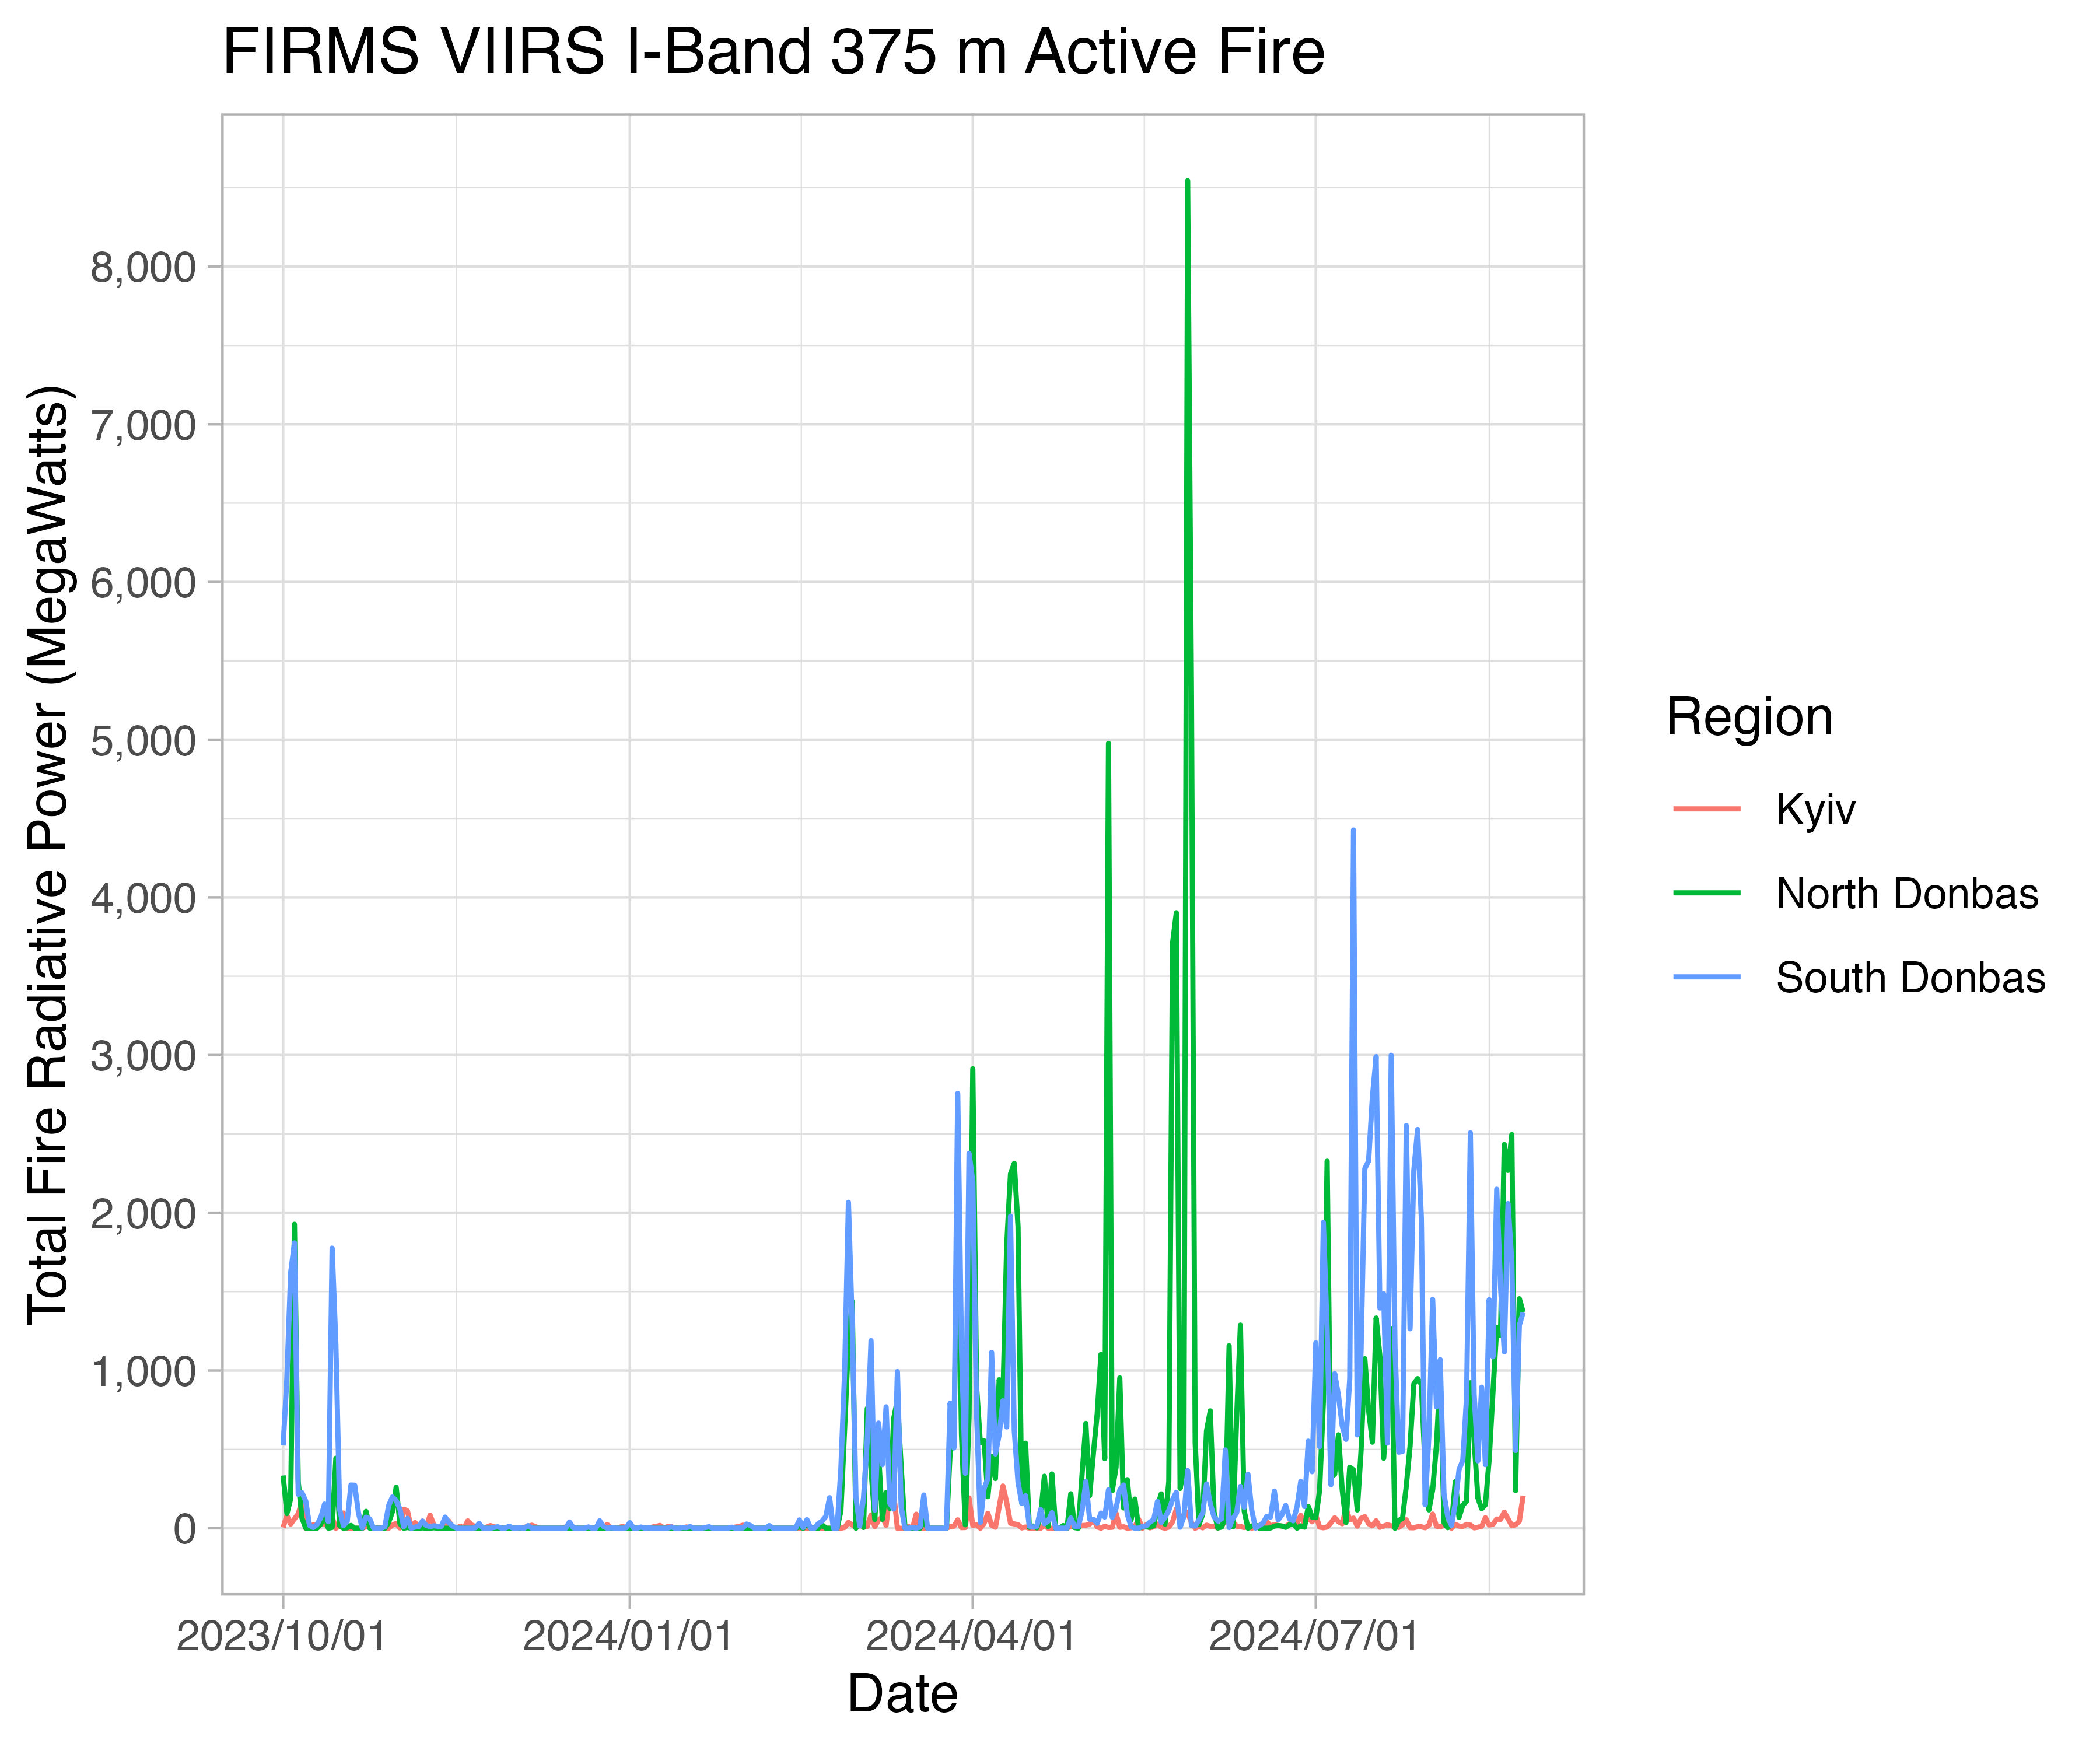 FIRMS VIIRS I-Band 375 m Active Fire
Total Fire Radiative Power (MegaWatts)
8,000
7,000
6,000
5,000
4,000
3,000
2,000
1,000
0
2023/10/01
2024/01/01
2024/04/01
2024/07/01
Date
Region
Kyiv
North Donbas
South Donbas